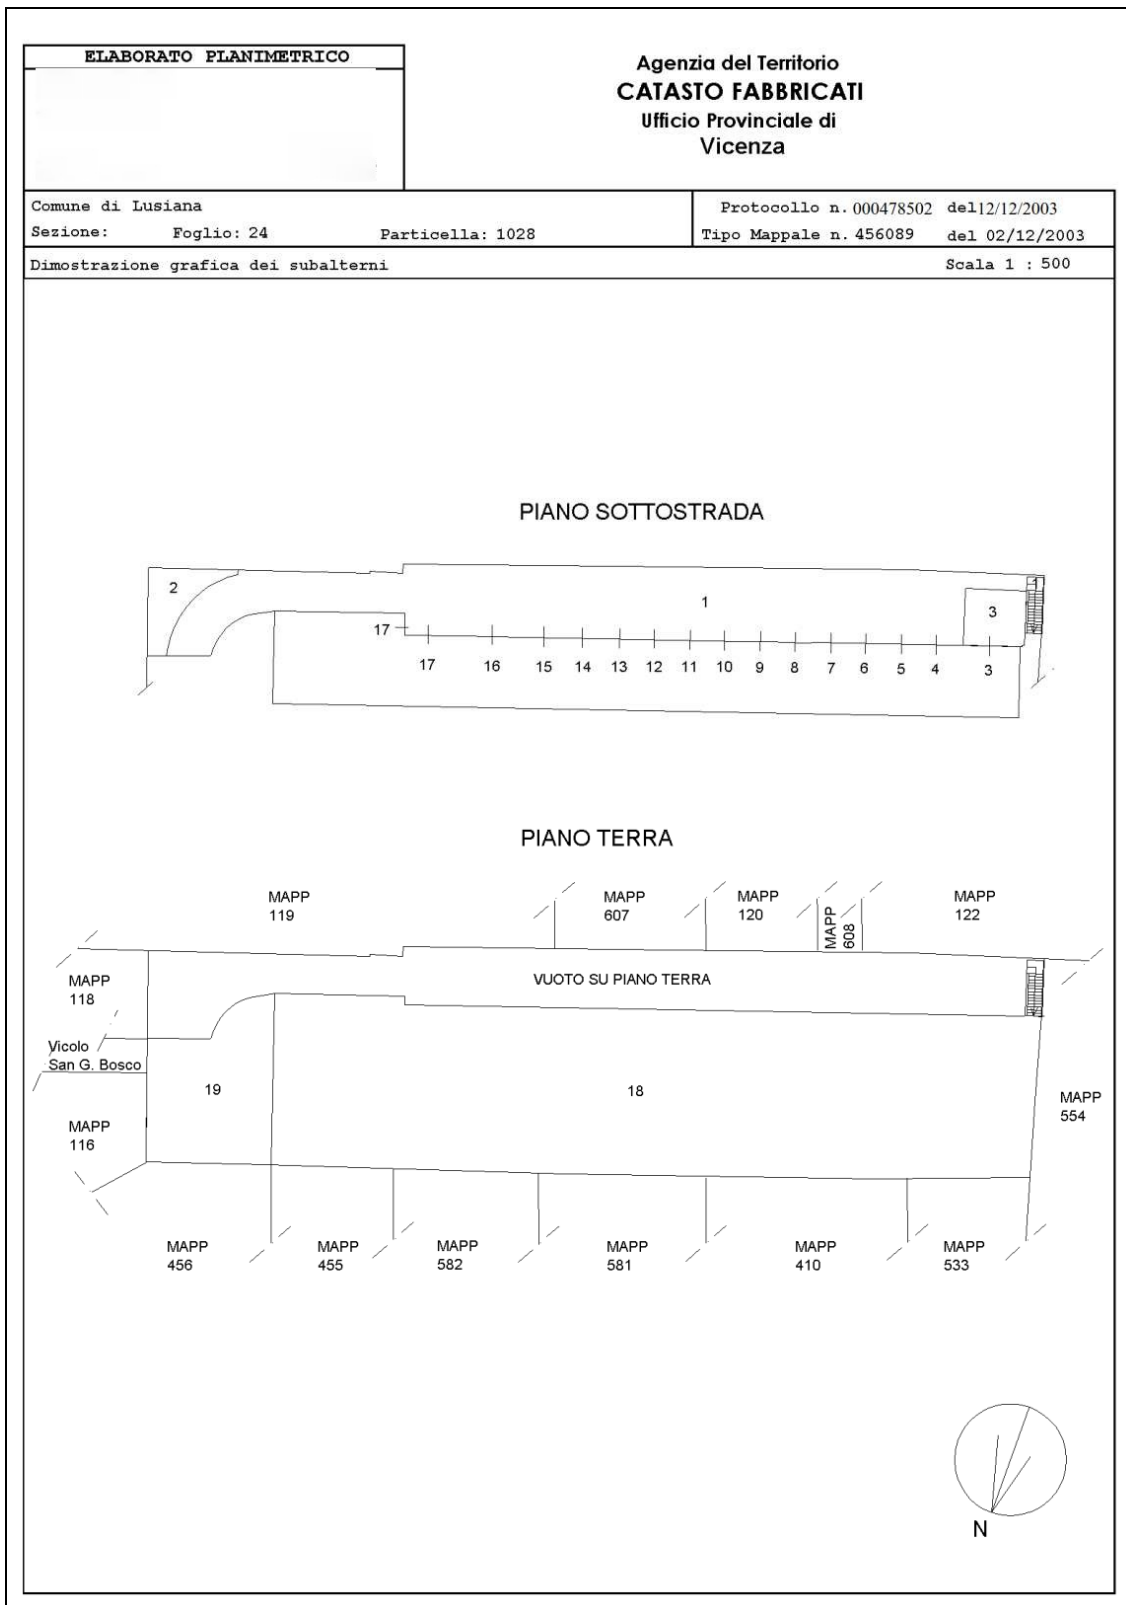 ELABORATO PLANIMETRICO
Agenzia del Territorio
CATASTO FABBRICATI
Ufficio Provinciale di
Vicenza
Comune di Lusiana
Sezione: Foglio: 24 Particella: 1028
Protocollo n. 000478502 del 12/12/2003
Tipo Mappale n. 456089 del 02/12/2003
Dimostrazione grafica dei subalterni
Scala 1 : 500
PIANO SOTTOSTRADA
2
1
1
3
17
17 16 15 14 13 12 11 10 9 8 7 6 5 4 3
PIANO TERRA
MAPP
119
MAPP
607
MAPP
120
MAPP
608
MAPP
122
MAPP
118
VUOTO SU PIANO TERRA
Vicolo
San G. Bosco
19
18
MAPP
554
MAPP
116
MAPP
456
MAPP
455
MAPP
582
MAPP
581
MAPP
410
MAPP
533
N